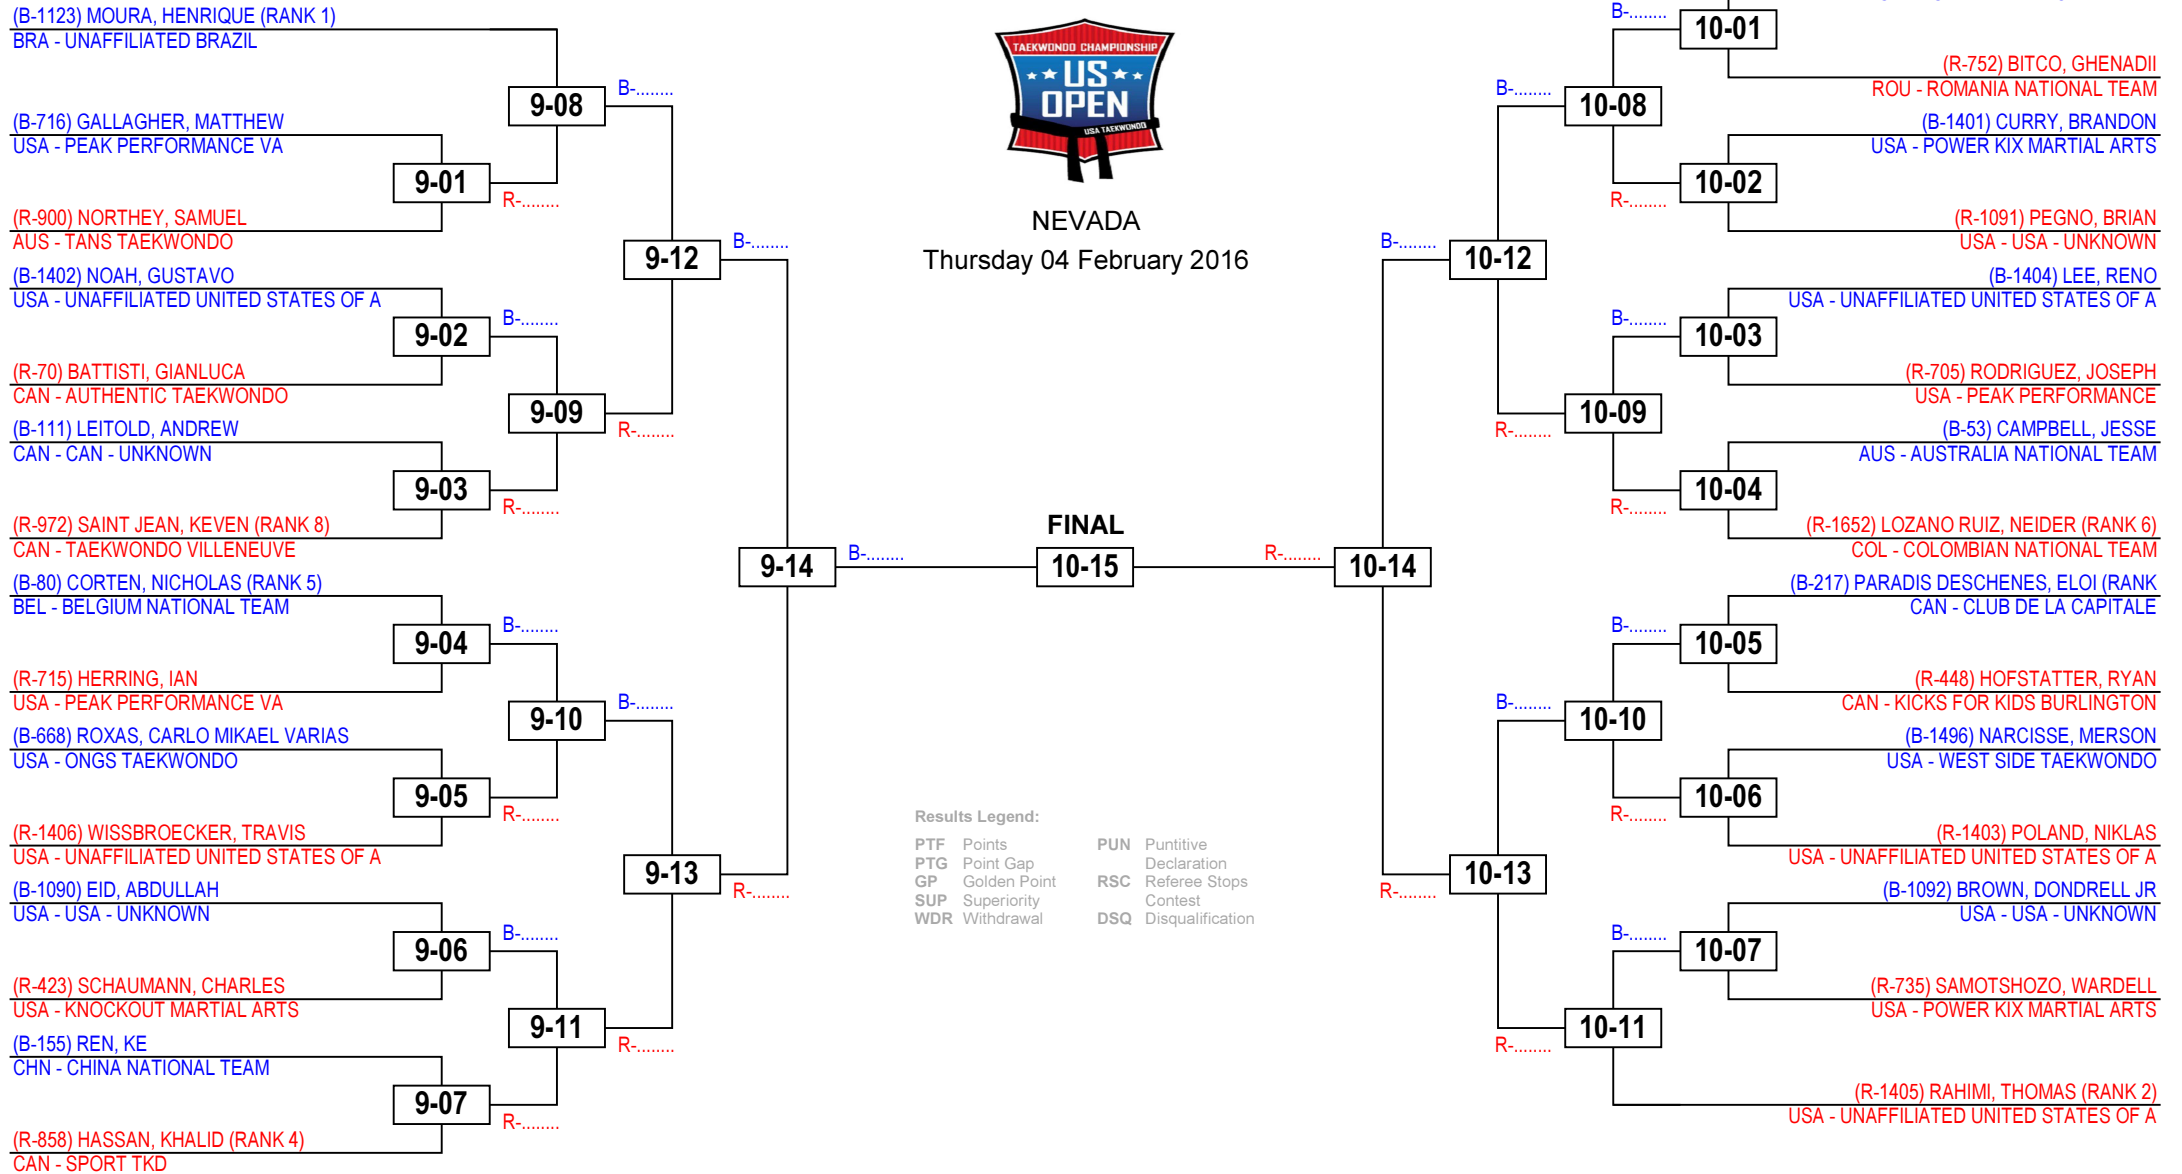 (B-1123) MOURA, HENRIQUE (RANK 1)
BRA - UNAFFILIATED BRAZIL
(B-716) GALLAGHER, MATTHEW
USA - PEAK PERFORMANCE VA
9-01
(R-900) NORTHEY, SAMUEL
AUS - TANS TAEKWONDO
(B-1402) NOAH, GUSTAVO
USA - UNAFFILIATED UNITED STATES OF A
9-02
(R-70) BATTISTI, GIANLUCA
CAN - AUTHENTIC TAEKWONDO
(B-111) LEITOLD, ANDREW
CAN - CAN - UNKNOWN
9-03
(R-972) SAINT JEAN, KEVEN (RANK 8)
CAN - TAEKWONDO VILLENEUVE
(B-80) CORTEN, NICHOLAS (RANK 5)
BEL - BELGIUM NATIONAL TEAM
9-04
(R-715) HERRING, IAN
USA - PEAK PERFORMANCE VA
(B-668) ROXAS, CARLO MIKAEL VARIAS
USA - ONGS TAEKWONDO
9-05
(R-1406) WISSBROECKER, TRAVIS
USA - UNAFFILIATED UNITED STATES OF A
(B-1090) EID, ABDULLAH
USA - USA - UNKNOWN
9-06
(R-423) SCHAUMANN, CHARLES
USA - KNOCKOUT MARTIAL ARTS
(B-155) REN, KE
CHN - CHINA NATIONAL TEAM
9-07
(R-858) HASSAN, KHALID (RANK 4)
CAN - SPORT TKD
R-........
B-........
R-........
B-........
R-........
B-........
R-........
9-08
9-09
9-10
9-11
B-........
R-........
B-........
R-........
9-12
9-13
B-........
R-........
9-14
B-........
TAEKWONDO CHAMPIONSHIP
US
OPEN
USA TAEKWONDO
NEVADA
Thursday 04 February 2016
FINAL
10-15
Results Legend:
PTF Points
PTG Point Gap
GP Golden Point
SUP Superiority
WDR Withdrawal
PUN Puntitive
Declaration
RSC Referee Stops
Contest
DSQ Disqualification
R-........
10-14
B-........
R-........
10-12
10-13
B-........
R-........
B-........
R-........
10-08
10-09
10-10
10-11
B-........
R-........
B-........
R-........
B-........
R-........
B-........
10-01
(R-752) BITCO, GHENADII
ROU - ROMANIA NATIONAL TEAM
(B-1401) CURRY, BRANDON
USA - POWER KIX MARTIAL ARTS
10-02
(R-1091) PEGNO, BRIAN
USA - USA - UNKNOWN
(B-1404) LEE, RENO
USA - UNAFFILIATED UNITED STATES OF A
10-03
(R-705) RODRIGUEZ, JOSEPH
USA - PEAK PERFORMANCE
(B-53) CAMPBELL, JESSE
AUS - AUSTRALIA NATIONAL TEAM
10-04
(R-1652) LOZANO RUIZ, NEIDER (RANK 6)
COL - COLOMBIAN NATIONAL TEAM
(B-217) PARADIS DESCHENES, ELOI (RANK
CAN - CLUB DE LA CAPITALE
10-05
(R-448) HOFSTATTER, RYAN
CAN - KICKS FOR KIDS BURLINGTON
(B-1496) NARCISSE, MERSON
USA - WEST SIDE TAEKWONDO
10-06
(R-1403) POLAND, NIKLAS
USA - UNAFFILIATED UNITED STATES OF A
(B-1092) BROWN, DONDRELL JR
USA - USA - UNKNOWN
10-07
(R-735) SAMOTSHOZO, WARDELL
USA - POWER KIX MARTIAL ARTS
(R-1405) RAHIMI, THOMAS (RANK 2)
USA - UNAFFILIATED UNITED STATES OF A